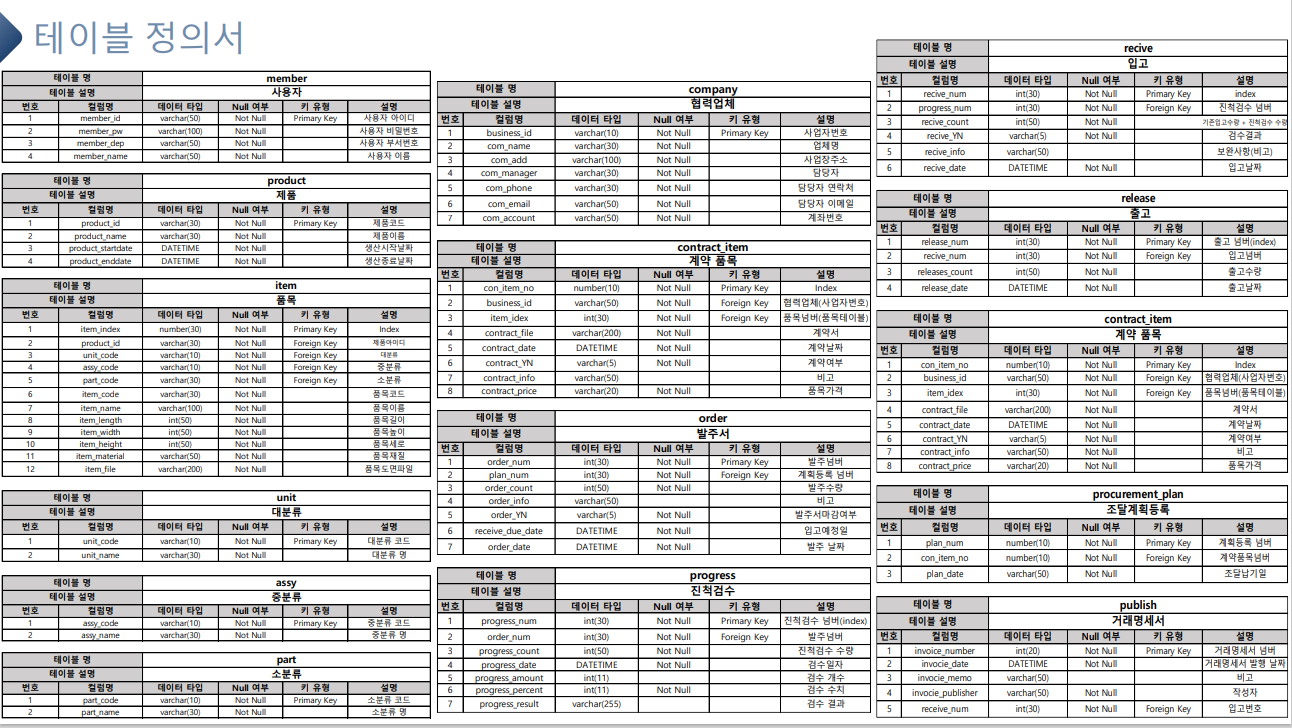 테이블 정의서
테이블 명 member
테이블 설명 사용자
번호 컬럼명 데이터 타입 Null 여부 키 유형 설명
1 member_id varchar(50) Not Null Primary Key 사용자 아이디
2 member_pw varchar(100) Not Null 사용자 비밀번호
3 member_dep varchar(50) Not Null 사용자 부서번호
4 member_name varchar(50) Not Null 사용자 이름
테이블 명 product
테이블 설명 제품
번호 컬럼명 데이터 타입 Null 여부 키 유형 설명
1 product_id varchar(30) Not Null Primary Key 제품코드
2 product_name varchar(30) Not Null 제품이름
3 product_startdate DATETIME Not Null 생산시작날짜
4 product_enddate DATETIME Not Null 생산종료날짜
테이블 명 item
테이블 설명 품목
번호 컬럼명 데이터 타입 Null 여부 키 유형 설명
1 item_index number(30) Not Null Primary Key Index
2 product_id varchar(30) Not Null Foreign Key 제품아이디
3 unit_code varchar(10) Not Null Foreign Key 대분류
4 assy_code varchar(10) Not Null Foreign Key 중분류
5 part_code varchar(30) Not Null Foreign Key 소분류
6 item_code varchar(30) Not Null 품목코드
7 item_name varchar(100) Not Null 품목이름
8 item_length int(50) Not Null 품목길이
9 item_width int(50) Not Null 품목높이
10 item_height int(50) Not Null 품목세로
11 item_material varchar(50) Not Null 품목재질
12 item_file varchar(200) Not Null 품목도면파일
테이블 명 unit
테이블 설명 대분류
번호 컬럼명 데이터 타입 Null 여부 키 유형 설명
1 unit_code varchar(10) Not Null Primary Key 대분류 코드
2 unit_name varchar(30) Not Null 대분류 명
테이블 명 assy
테이블 설명 중분류
번호 컬럼명 데이터 타입 Null 여부 키 유형 설명
1 assy_code varchar(10) Not Null Primary Key 중분류 코드
2 assy_name varchar(30) Not Null 중분류 명
테이블 명 part
테이블 설명 소분류
번호 컬럼명 데이터 타입 Null 여부 키 유형 설명
1 part_code varchar(10) Not Null Primary Key 소분류 코드
2 part_name varchar(30) Not Null 소분류 명
테이블 명 company
테이블 설명 협력업체
번호 컬럼명 데이터 타입 Null 여부 키 유형 설명
1 business_id varchar(10) Not Null Primary Key 사업자번호
2 com_name varchar(30) Not Null 업체명
3 com_add varchar(100) Not Null 사업장주소
4 com_manager varchar(30) Not Null 담당자
5 com_phone varchar(30) Not Null 담당자 연락처
6 com_email varchar(50) Not Null 담당자 이메일
7 com_account varchar(50) Not Null 계좌번호
테이블 명 contract_item
테이블 설명 계약 품목
번호 컬럼명 데이터 타입 Null 여부 키 유형 설명
1 con_item_no number(10) Not Null Primary Key Index
2 business_id varchar(50) Not Null Foreign Key 협력업체(사업자번호)
3 item_idex int(30) Not Null Foreign Key 품목넘버(품목테이블)
4 contract_file varchar(200) Not Null 계약서
5 contract_date DATETIME Not Null 계약날짜
6 contract_YN varchar(5) Not Null 계약여부
7 contract_info varchar(50) 비고
8 contract_price varchar(20) Not Null 품목가격
테이블 명 order
테이블 설명 발주서
번호 컬럼명 데이터 타입 Null 여부 키 유형 설명
1 order_num int(30) Not Null Primary Key 발주넘버
2 plan_num int(30) Not Null Foreign Key 계획등록 넘버
3 order_count int(50) Not Null 발주수량
4 order_info varchar(50) 비고
5 order_YN varchar(5) Not Null 발주서마감여부
6 receive_due_date DATETIME Not Null 입고예정일
7 order_date DATETIME Not Null 발주 날짜
테이블 명 progress
테이블 설명 진척검수
번호 컬럼명 데이터 타입 Null 여부 키 유형 설명
1 progress_num int(30) Not Null Primary Key 진척검수 넘버(index)
2 order_num int(30) Not Null Foreign Key 발주넘버
3 progress_count int(50) Not Null 진척검수 수량
4 progress_date DATETIME Not Null 검수일자
5 progress_amount int(11) 검수 개수
6 progress_percent int(11) Not Null 검수 수치
7 progress_result varchar(255) 검수 결과
테이블 명 recive
테이블 설명 입고
번호 컬럼명 데이터 타입 Null 여부 키 유형 설명
1 recive_num int(30) Not Null Primary Key index
2 progress_num int(30) Not Null Foreign Key 진척검수 넘버
3 recive_count int(50) Not Null 기존입고수량 + 진척검수 수량
4 recive_YN varchar(5) Not Null 검수결과
5 recive_info varchar(50) 보완사항(비고)
6 recive_date DATETIME Not Null 입고날짜
테이블 명 release
테이블 설명 출고
번호 컬럼명 데이터 타입 Null 여부 키 유형 설명
1 release_num int(30) Not Null Primary Key 출고 넘버(index)
2 recive_num int(30) Not Null Foreign Key 입고넘버
3 releases_count int(50) Not Null 출고수량
4 release_date DATETIME Not Null 출고날짜
테이블 명 contract_item
테이블 설명 계약 품목
번호 컬럼명 데이터 타입 Null 여부 키 유형 설명
1 con_item_no number(10) Not Null Primary Key Index
2 business_id varchar(50) Not Null Foreign Key 협력업체(사업자번호)
3 item_idex int(30) Not Null Foreign Key 품목넘버(품목테이블)
4 contract_file varchar(200) Not Null 계약서
5 contract_date DATETIME Not Null 계약날짜
6 contract_YN varchar(5) Not Null 계약여부
7 contract_info varchar(50) Not Null 비고
8 contract_price varchar(20) Not Null 품목가격
테이블 명 procurement_plan
테이블 설명 조달계획등록
번호 컬럼명 데이터 타입 Null 여부 키 유형 설명
1 plan_num number(10) Not Null Primary Key 계획등록 넘버
2 con_item_no number(10) Not Null Foreign Key 계약품목넘버
3 plan_date varchar(50) Not Null 조달납기일
테이블 명 publish
테이블 설명 거래명세서
번호 컬럼명 데이터 타입 Null 여부 키 유형 설명
1 invoice_number int(20) Not Null Primary Key 거래명세서 넘버
2 invocie_date DATETIME Not Null 거래명세서 발행 날짜
3 invocie_memo varchar(50) 비고
4 invocie_publisher varchar(50) Not Null 작성자
5 receive_num int(30) Not Null Foreign Key 입고번호